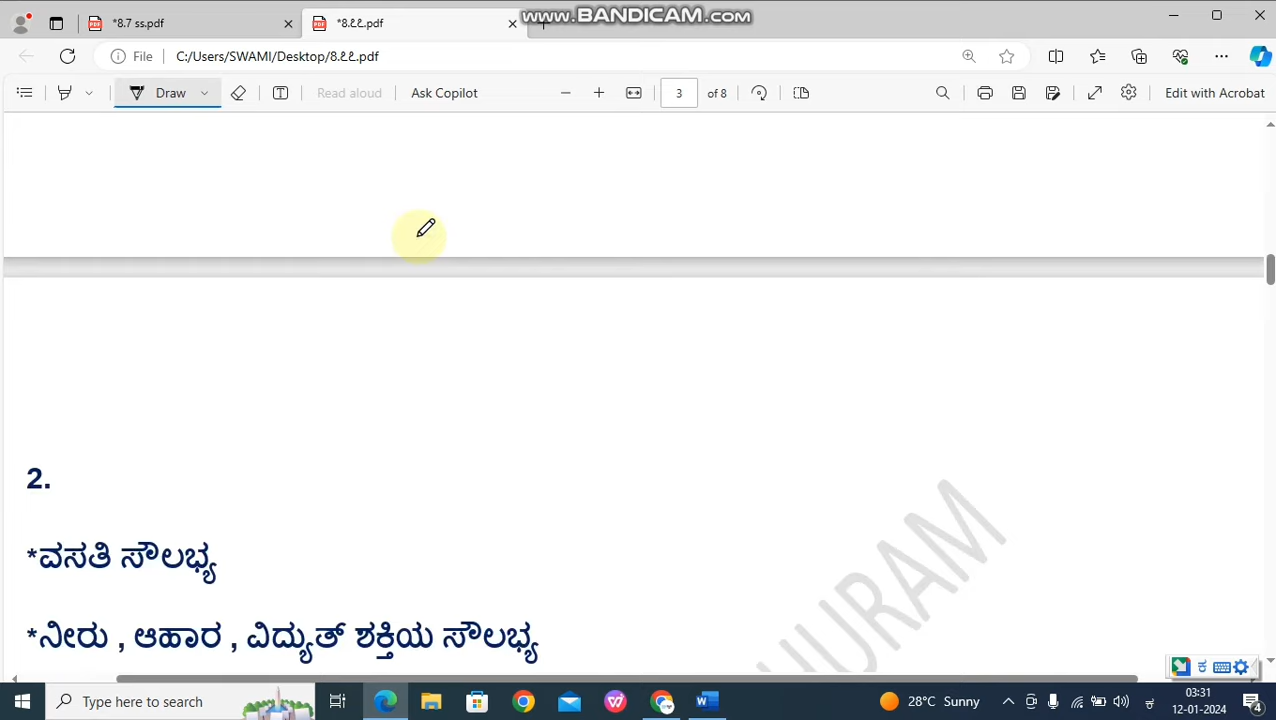 www.BANDICAM.com
*8.7 ss.pdf
*8.೭೭.pdf
File
C:/Users/SWAMI/Desktop/8.೭೭.pdf
Draw
Read aloud
Ask Copilot
3
of 8
Edit with Acrobat
2.
*ವಸತಿ ಸೌಲಭ್ಯ
*ನೀರು , ಆಹಾರ , ವಿದ್ಯುತ್ ಶಕ್ತಿಯ ಸೌಲಭ್ಯ
HURAM
ಕ
Type here to search
28°C Sunny
03:31
12-01-2024
4